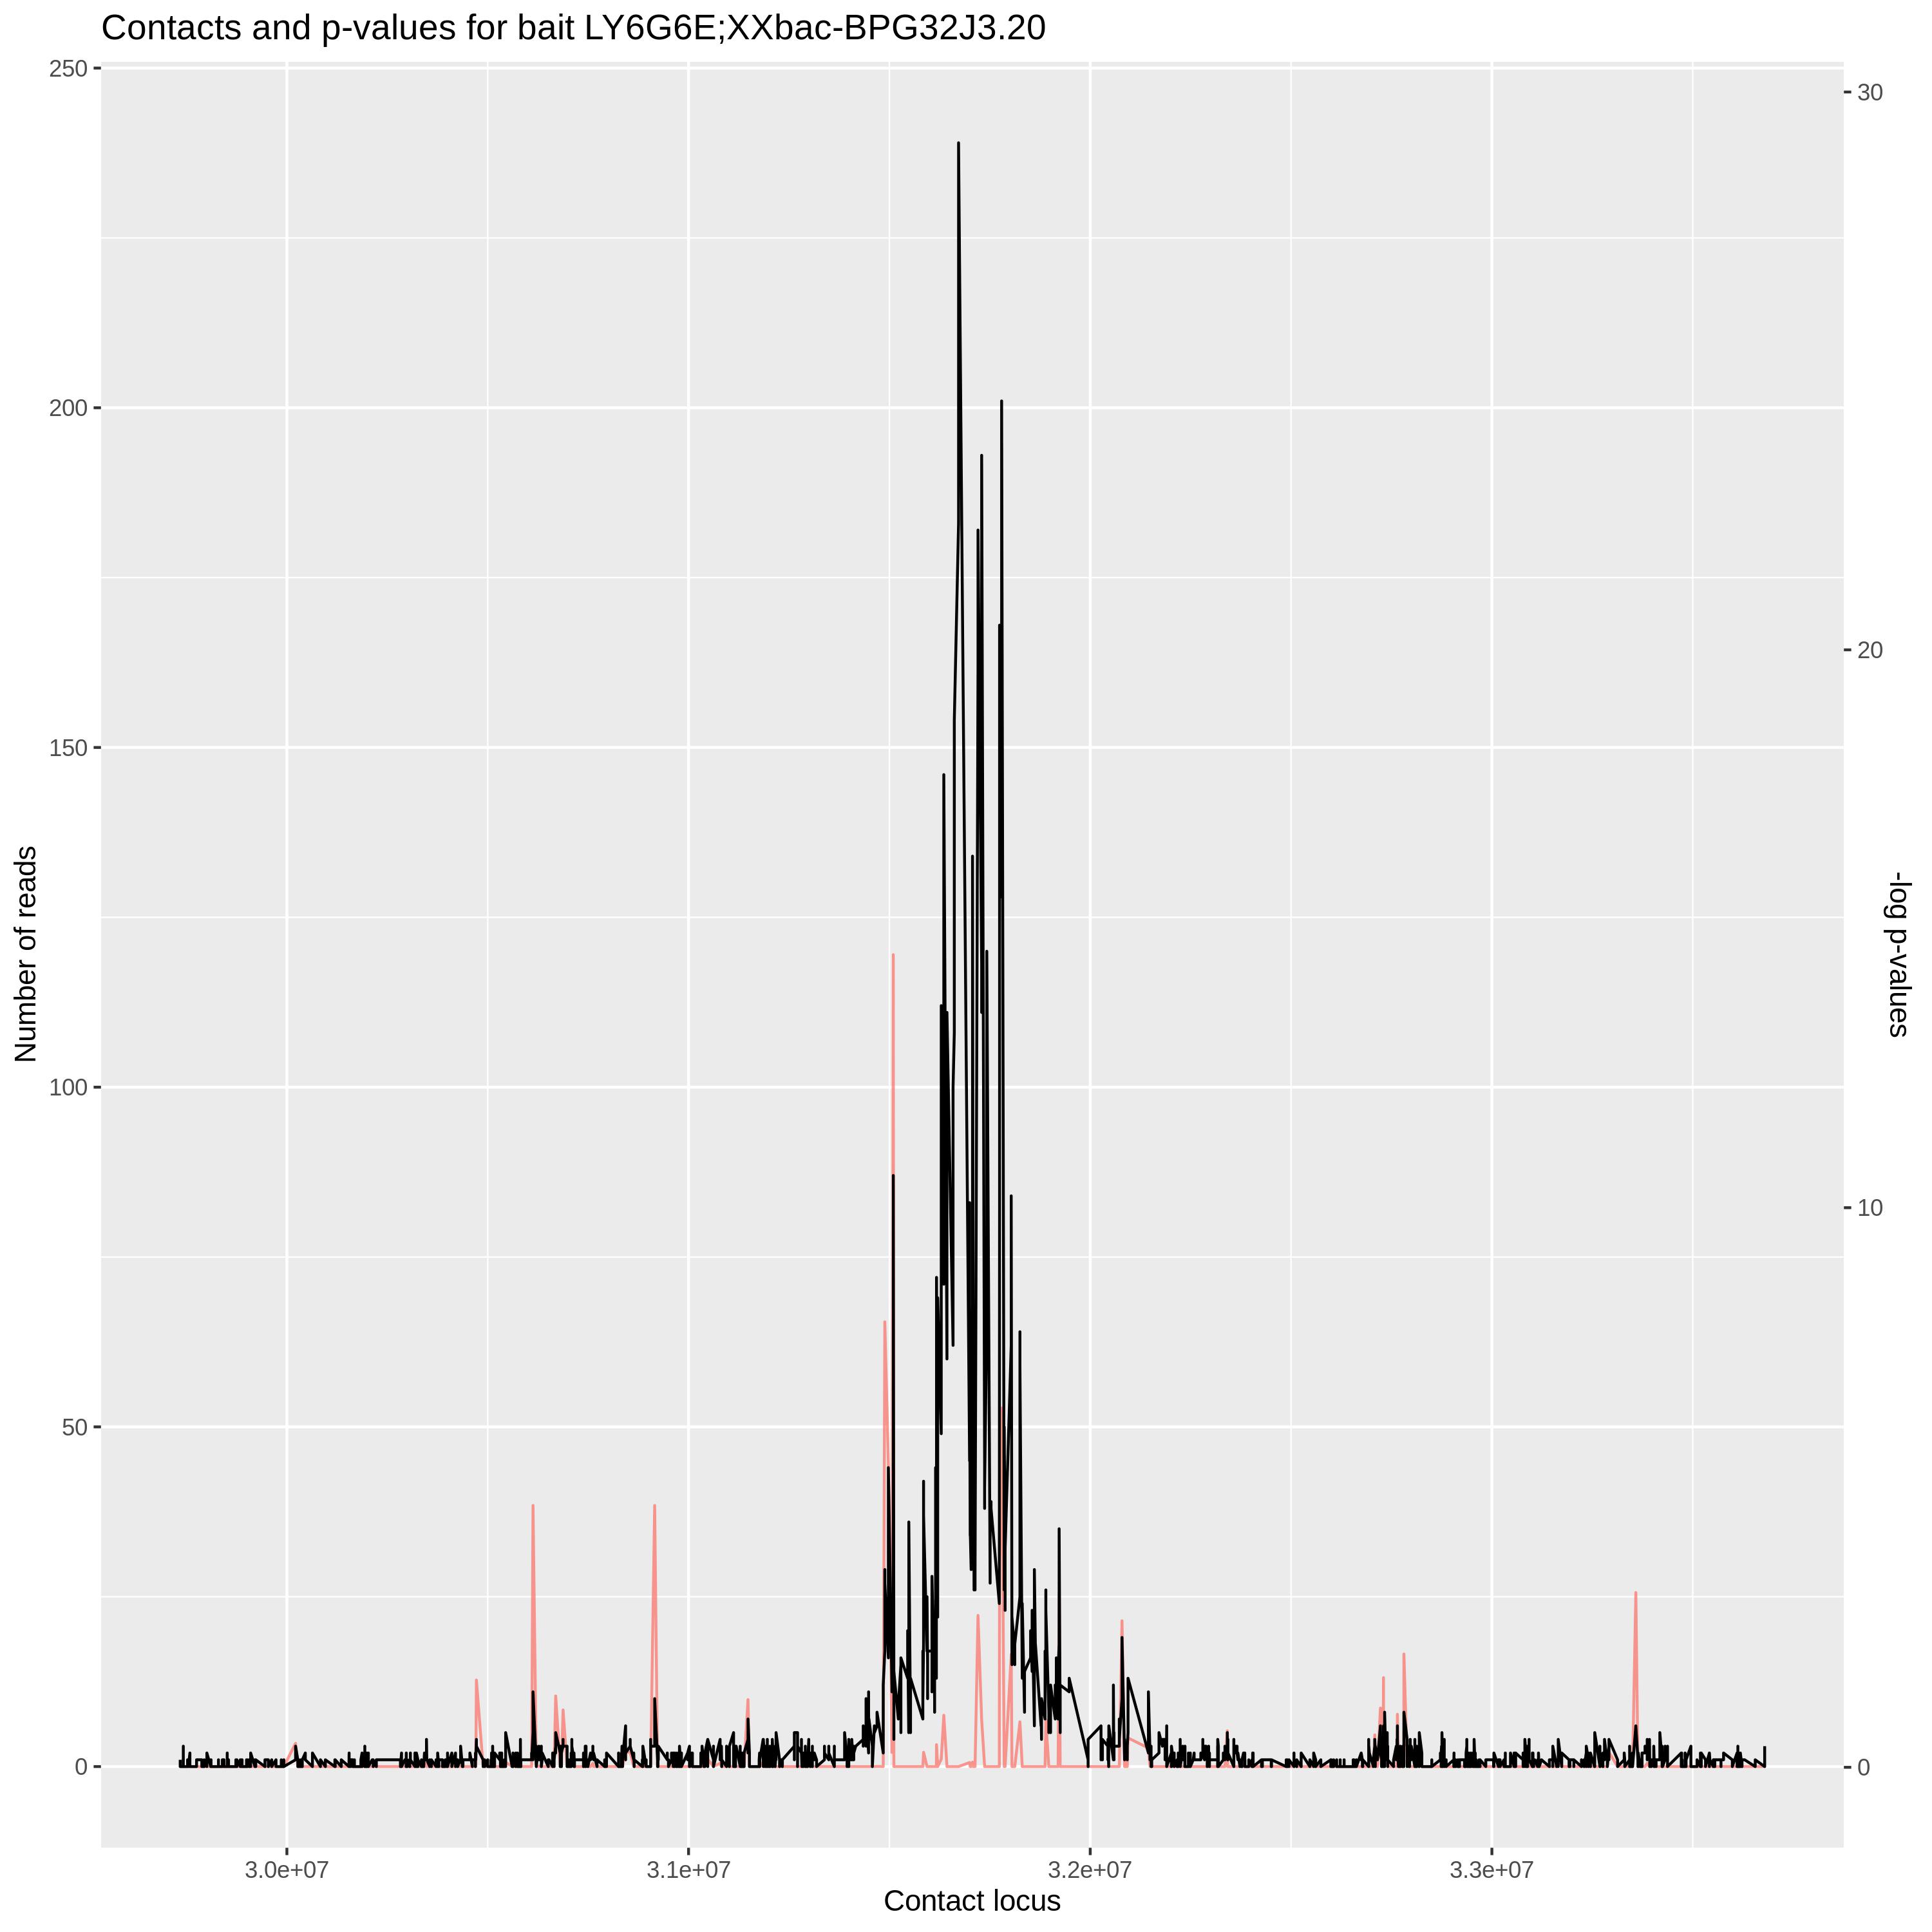 Contacts and p-values for bait LY6G6E;XXbac-BPG32J3.20
250
200
150
100
50
0
Number of reads
30
20
10
0
-log p-values
3.0e+07
3.1e+07
3.2e+07
3.3e+07
Contact locus